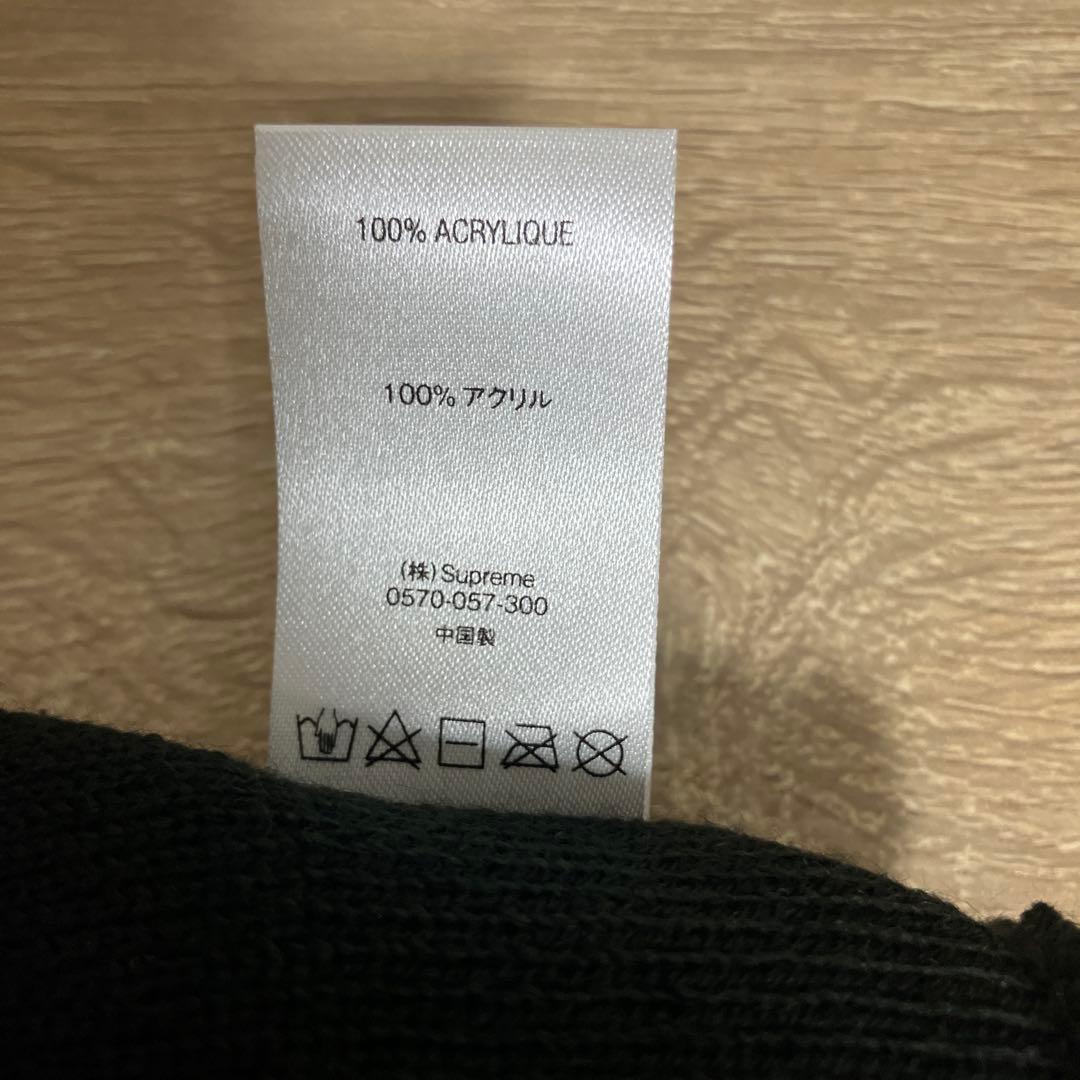 100% ACRYLIQUE
100% アクリル
(株) Supreme
0570-057-300
中国製